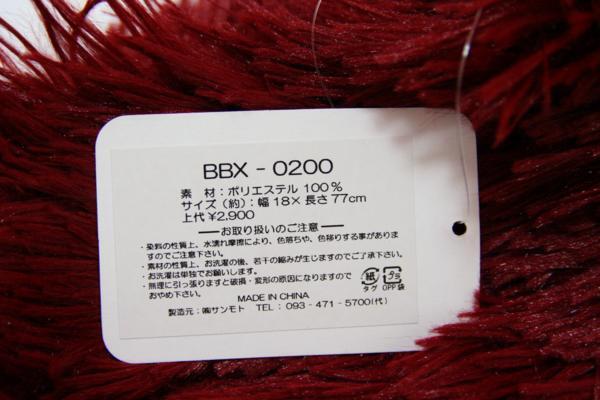 BBX - 0200
素 材：ポリエステル 100％
サイズ（約）：幅 18× 長さ 77cm
上代 ¥2,900
━━お取り扱いのご注意━━
・染料の性質上、水濡れ摩擦により、色落ちや、色移りする事がありま
すのでご注意下さい。
・素材の性質上、お洗濯の後、若干の縮みが生じますのでご了承下さい。
・お洗濯は単独でお願いします。
・無理に引っ張りますと破損・変形の原因になりますので
おやめ下さい。
紙 プラ
タグ OPP袋
MADE IN CHINA
製造元：㈱サンモト TEL：093-471-5700(代)